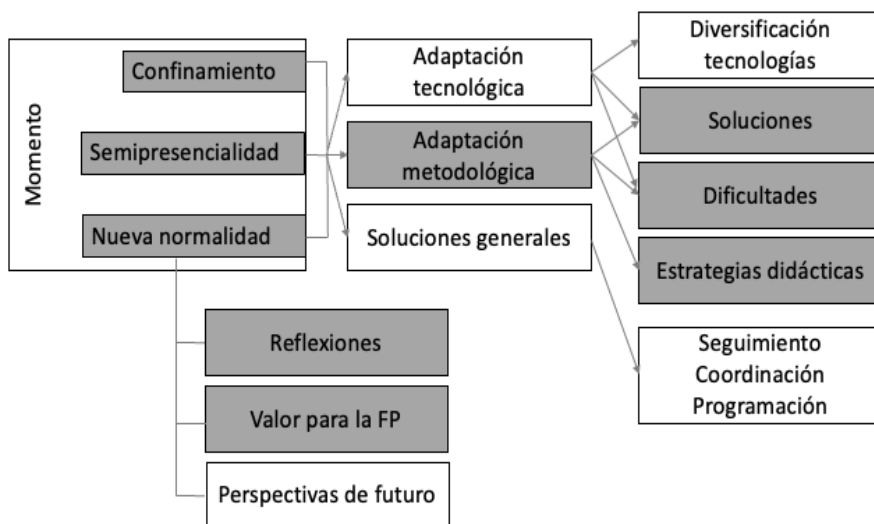 Momento
Confinamiento
Semipresencialidad
Nueva normalidad
Adaptación
tecnológica
Adaptación
metodológica
Soluciones generales
Diversificación
tecnologías
Soluciones
Dificultades
Estrategias didácticas
Seguimiento
Coordinación
Programación
Reflexiones
Valor para la FP
Perspectivas de futuro